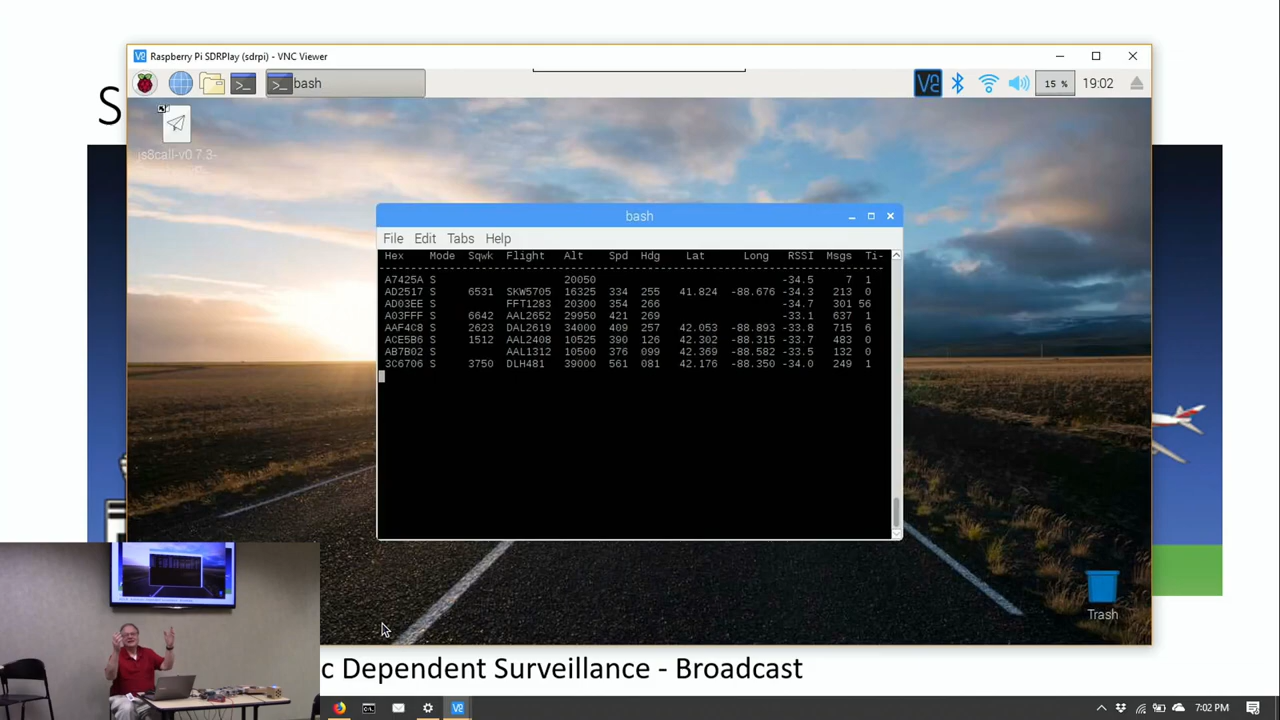 Raspberry Pi SDRPlay (sdrpi) - VNC Viewer
bash
15 %
19:02
S
js8call-v0.7.3-
bash
File Edit Tabs Help
Hex Mode Sqwk Flight Alt Spd Hdg Lat Long RSSI Msgs Ti-
A7425A S 20050 -34.5 7 1
AD2517 S 6531 SKW5705 16325 334 255 41.824 -88.676 -34.3 213 0
AD03EE S FFT1283 20300 354 266 -34.7 301 56
A03FFF S 6642 AAL2652 29950 421 269 -33.1 637 1
AAF4C8 S 2623 DAL2619 34000 409 257 42.053 -88.893 -33.8 715 6
ACE5B6 S 1512 AAL2408 10525 390 126 42.302 -88.315 -33.7 483 0
AB7B02 S AAL1312 10500 376 099 42.369 -88.582 -33.5 132 0
3C6706 S 3750 DLH481 39000 561 081 42.176 -88.350 -34.0 249 1
Trash
c Dependent Surveillance - Broadcast
7:02 PM